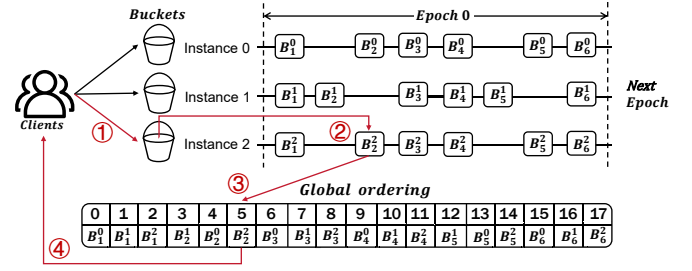 Buckets
Epoch 0
Instance 0 B_1^0 B_2^0 B_3^0 B_4^0 B_5^0 B_6^0
Instance 1 B_1^1 B_2^1 B_3^1 B_4^1 B_5^1 B_6^1
Next
Epoch
Clients
① ②
Instance 2 B_1^2 B_2^2 B_3^2 B_4^2 B_5^2 B_6^2
③
Global ordering
0 1 2 3 4 5 6 7 8 9 10 11 12 13 14 15 16 17
④ B_1^0 B_1^1 B_1^2 B_2^1 B_2^0 B_2^2 B_3^0 B_3^1 B_3^2 B_4^0 B_4^1 B_4^2 B_5^1 B_5^0 B_5^2 B_6^0 B_6^1 B_6^2